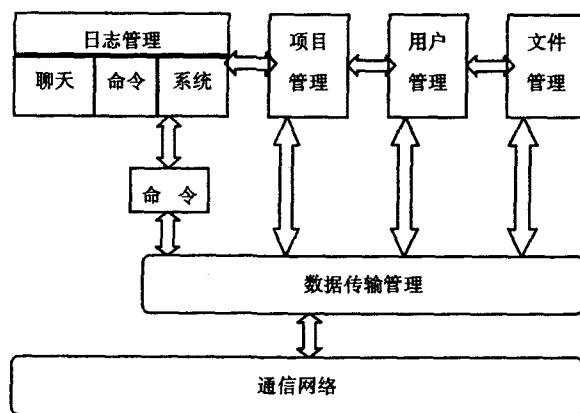 日志管理
聊天
命令
系统
项目
管理
用户
管理
文件
管理
命 令
数据传输管理
通信网络